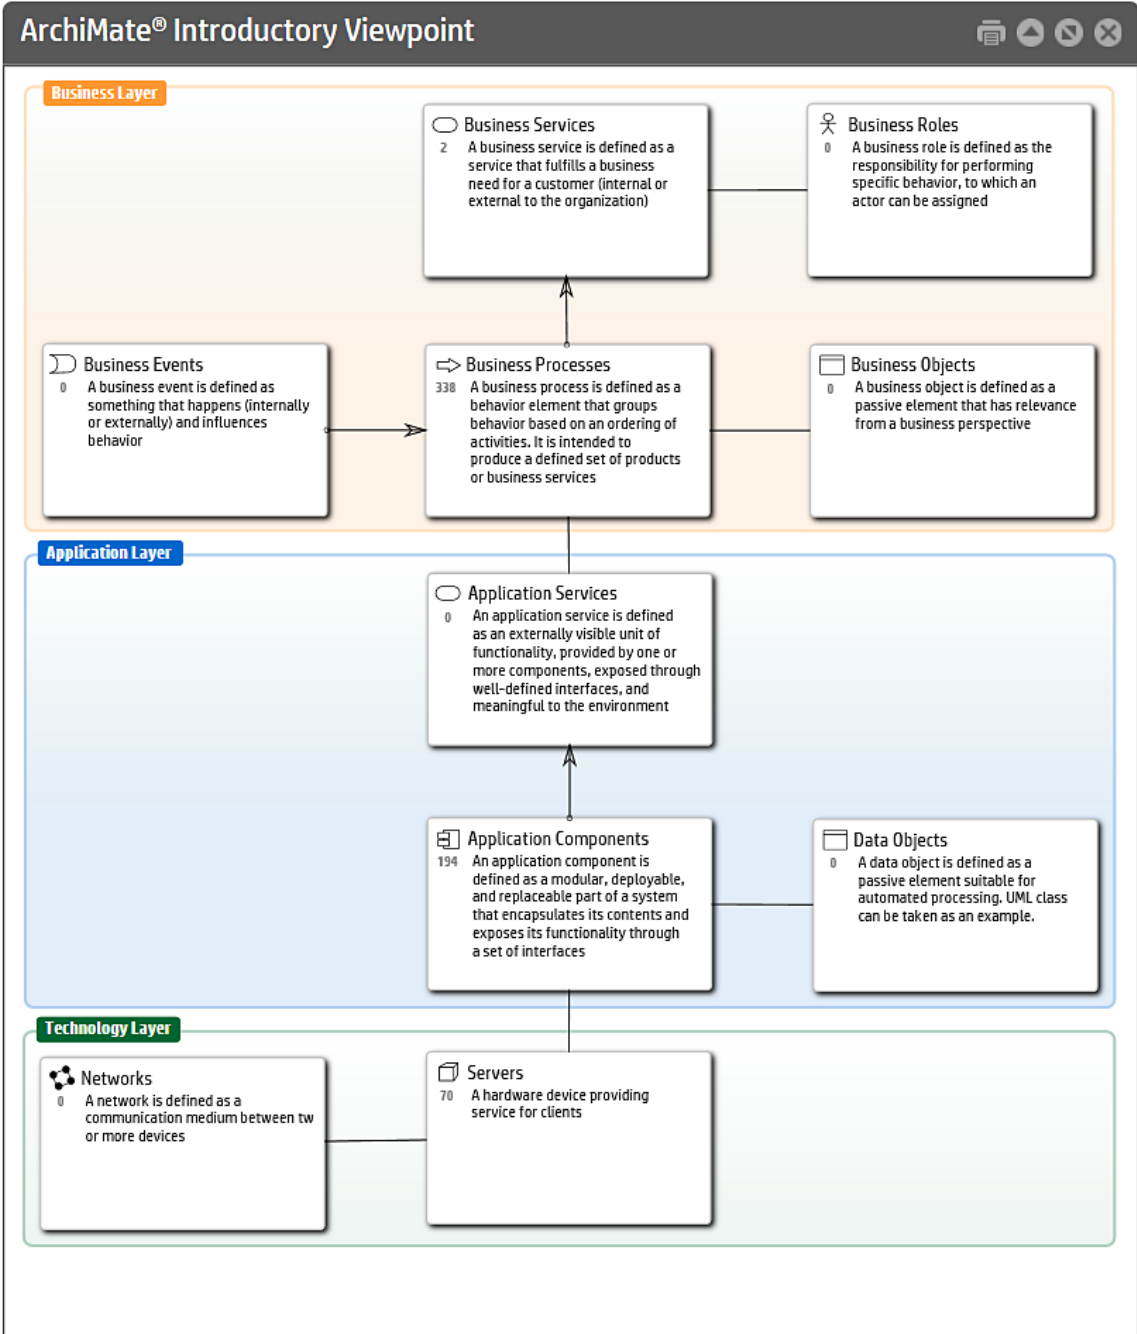 ArchiMate® Introductory Viewpoint
Business Layer
Business Services
2
A business service is defined as a
service that fulfills a business
need for a customer (internal or
external to the organization)
Business Roles
0
A business role is defined as the
responsibility for performing
specific behavior, to which an
actor can be assigned
Business Events
0
A business event is defined as
something that happens (internally
or externally) and influences
behavior
Business Processes
338
A business process is defined as a
behavior element that groups
behavior based on an ordering of
activities. It is intended to
produce a defined set of products
or business services
Business Objects
0
A business object is defined as a
passive element that has relevance
from a business perspective
Application Layer
Application Services
0
An application service is defined
as an externally visible unit of
functionality, provided by one or
more components, exposed through
well-defined interfaces, and
meaningful to the environment
Application Components
194
An application component is
defined as a modular, deployable,
and replaceable part of a system
that encapsulates its contents and
exposes its functionality through
a set of interfaces
Data Objects
0
A data object is defined as a
passive element suitable for
automated processing. UML class
can be taken as an example.
Technology Layer
Networks
0
A network is defined as a
communication medium between tw
or more devices
Servers
70
A hardware device providing
service for clients